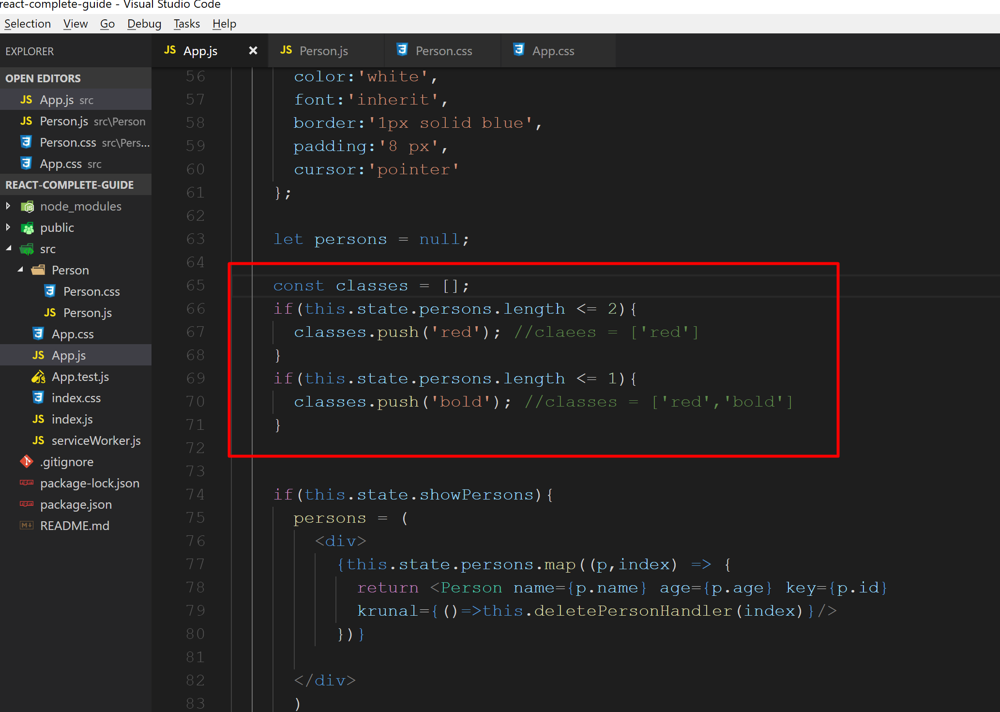 react-complete-guide - Visual Studio Code
Selection View Go Debug Tasks Help
EXPLORER
OPEN EDITORS
JS App.js src
JS Person.js src\Person
Person.css src\Pers...
App.css src
REACT-COMPLETE-GUIDE
node_modules
public
src
Person
Person.css
JS Person.js
App.css
JS App.js
App.test.js
index.css
JS index.js
JS serviceWorker.js
.gitignore
package-lock.json
package.json
README.md
JS App.js × JS Person.js Person.css App.css
56 color:'white',
57 font:'inherit',
58 border:'1px solid blue',
59 padding:'8 px',
60 cursor:'pointer'
61 };
62
63 let persons = null;
64
65 const classes = [];
66 if(this.state.persons.length <= 2){
67 classes.push('red'); //claees = ['red']
68 }
69 if(this.state.persons.length <= 1){
70 classes.push('bold'); //classes = ['red','bold']
71 }
72
73
74 if(this.state.showPersons){
75 persons = (
76 <div>
77 {this.state.persons.map((p,index) => {
78 return <Person name={p.name} age={p.age} key={p.id}
79 krunal={()=>this.deletePersonHandler(index)}/>
80 })}
81
82 </div>
83 )